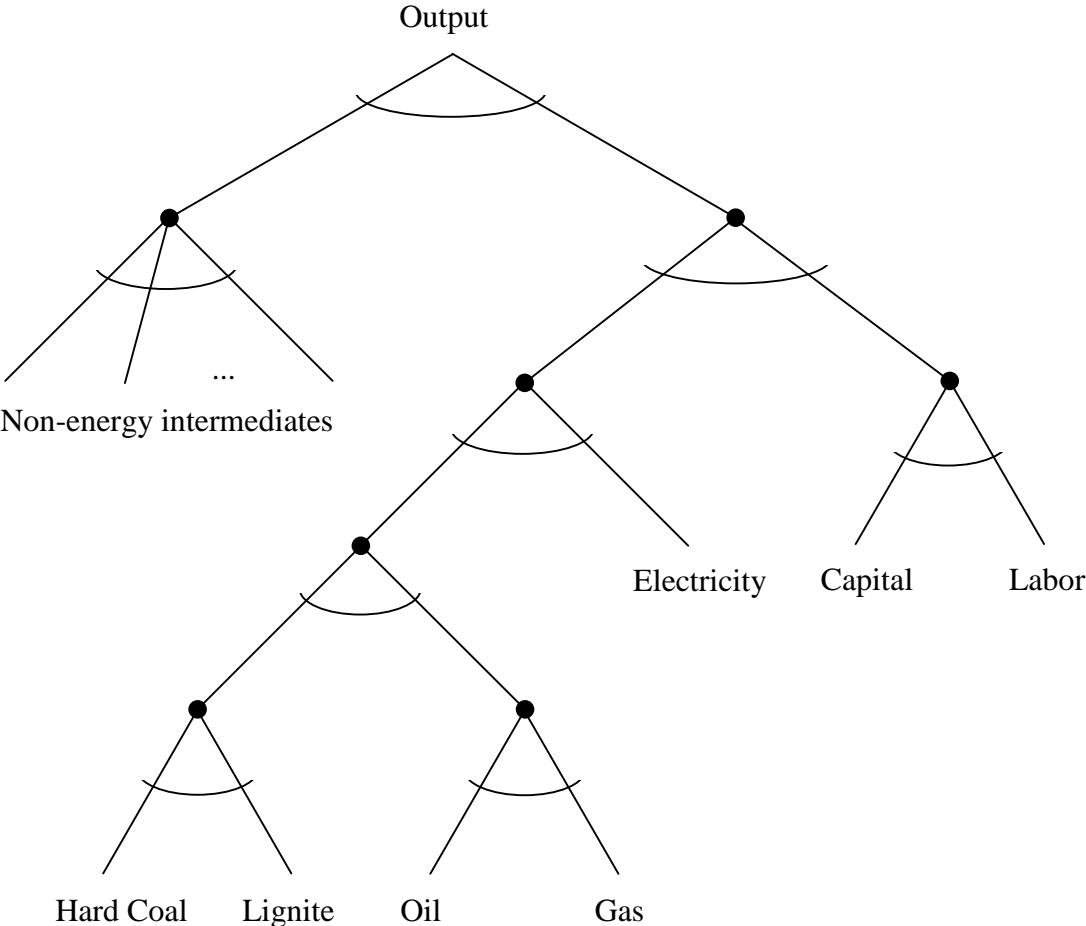 Output
...
Non-energy intermediates
Electricity
Capital
Labor
Hard Coal
Lignite
Oil
Gas